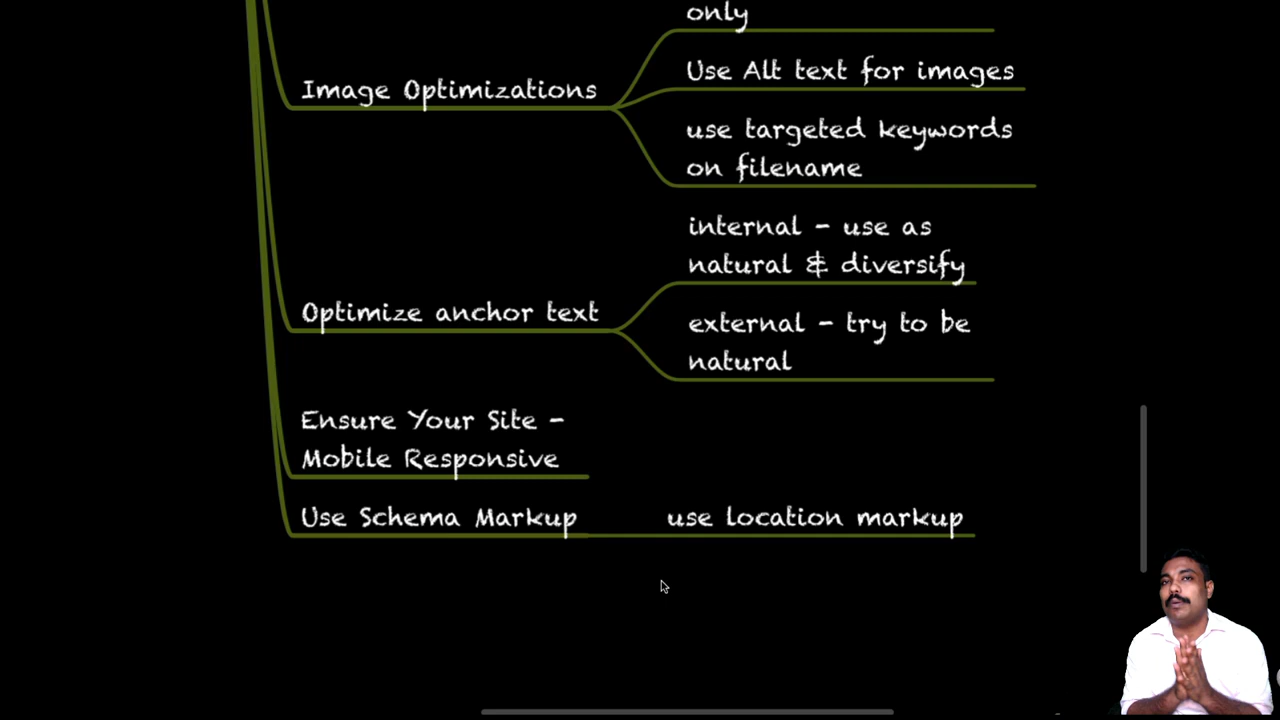 only
Image Optimizations
Use Alt text for images
use targeted keywords
on filename
internal - use as
natural & diversify
Optimize anchor text
external - try to be
natural
Ensure Your Site -
Mobile Responsive
Use Schema Markup
use location markup